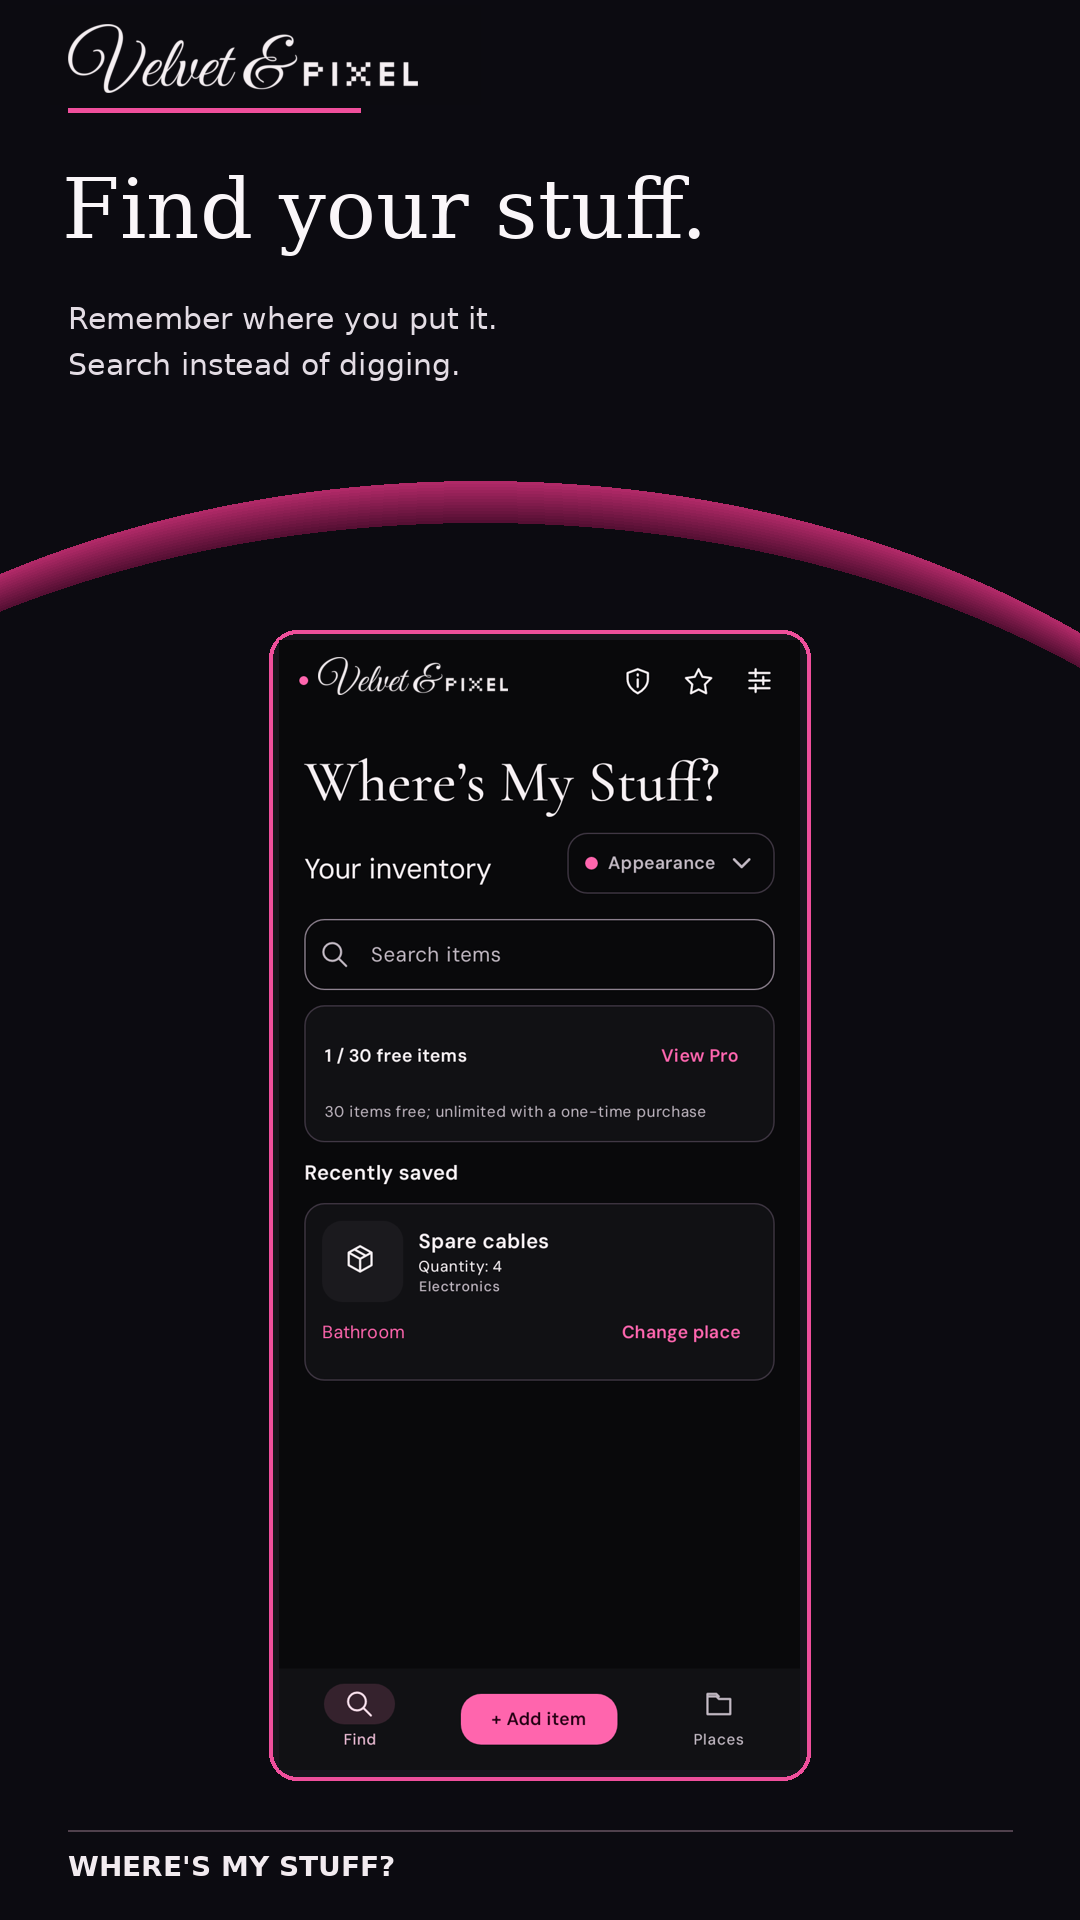 Velvet & PIXEL
Find your stuff.
Remember where you put it.
Search instead of digging.
Velvet & PIXEL
Where’s My Stuff?
Your inventory
Appearance
Search items
1 / 30 free items
View Pro
30 items free; unlimited with a one-time purchase
Recently saved
Spare cables
Quantity: 4
Electronics
Bathroom
Change place
+ Add item
Find
Places
WHERE'S MY STUFF?